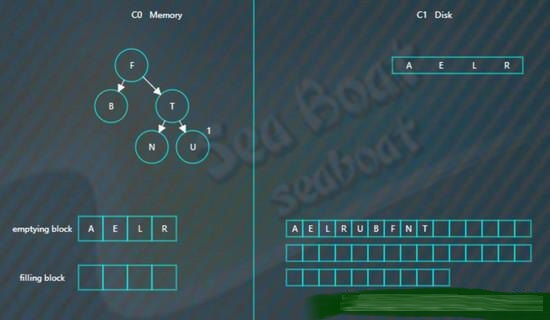 C0 Memory
C1 Disk
F
A E L R
B
T
1
N
U
Sea Boat
seaboat
emptying block A E L R
A E L R U B F N T
filling block